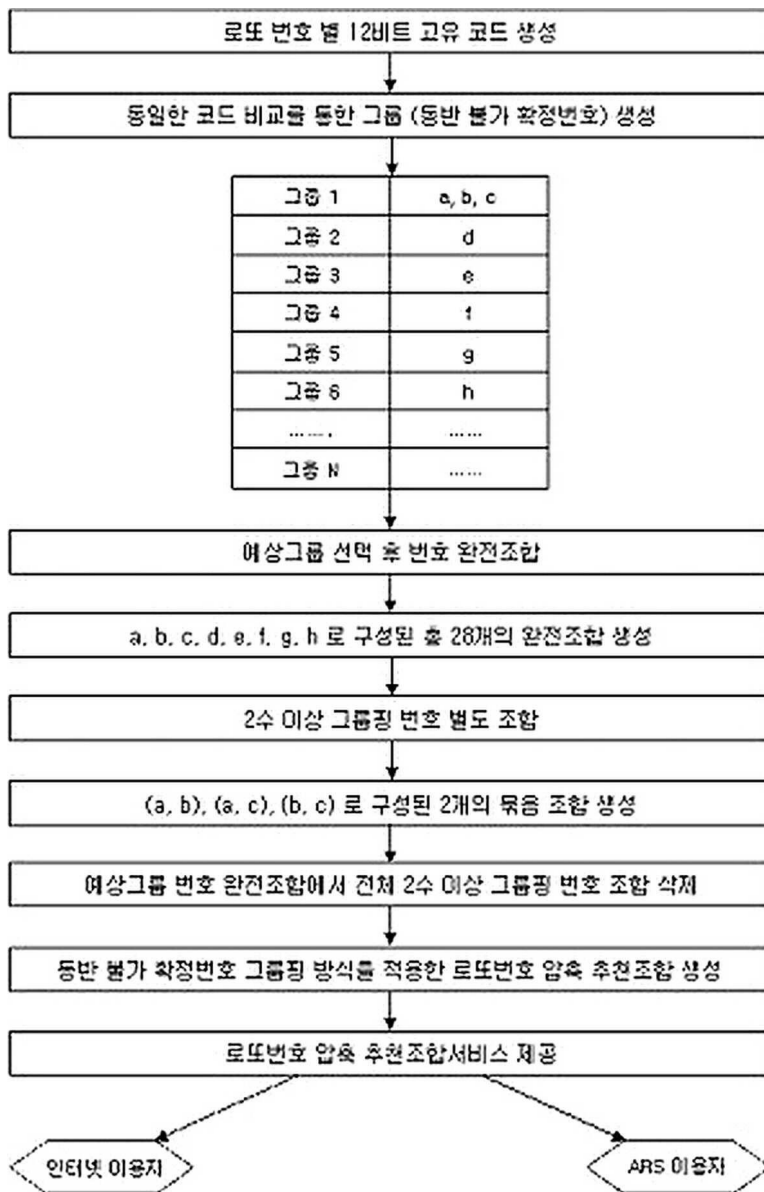 로또 번호 별 12비트 고유 코드 생성
동일한 코드 비교를 통한 그룹 (동반 불가 확정번호) 생성
그룹 1 a, b, c
그룹 2 d
그룹 3 e
그룹 4 f
그룹 5 g
그룹 6 h
……. ……
그룹 N ……
예상그룹 선택 후 번호 완전조합
a, b, c, d, e, f, g, h 로 구성된 총 28개의 완전조합 생성
2수 이상 그룹핑 번호 별도 조합
(a, b), (a, c), (b, c) 로 구성된 2개의 묶음 조합 생성
예상그룹 번호 완전조합에서 전체 2수 이상 그룹핑 번호 조합 삭제
동반 불가 확정번호 그룹핑 방식를 적용한 로또번호 압축 추천조합 생성
로또번호 압축 추천조합서비스 제공
인터넷 이용자
ARS 이용자